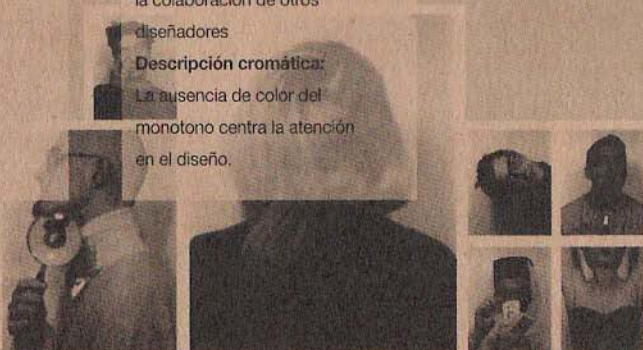 la colaboración de otros
diseñadores
Descripción cromática:
La ausencia de color del
monotono centra la atención
en el diseño.